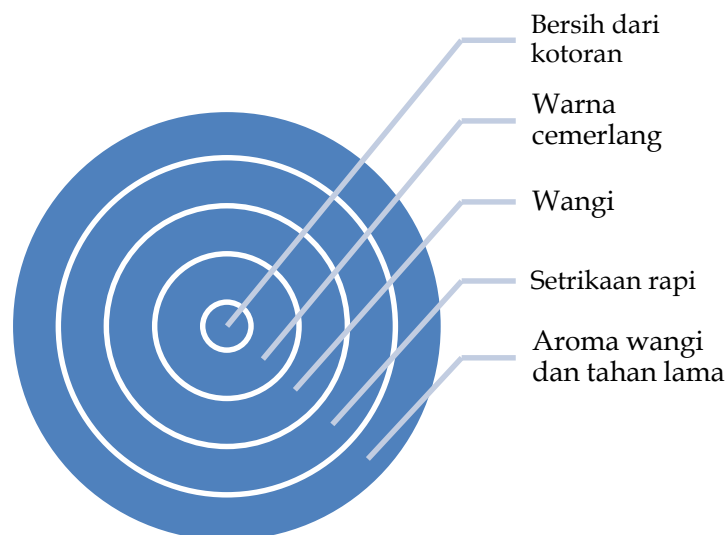 Bersih dari
kotoran
Warna
cemerlang
Wangi
Setrikaan rapi
Aroma wangi
dan tahan lama